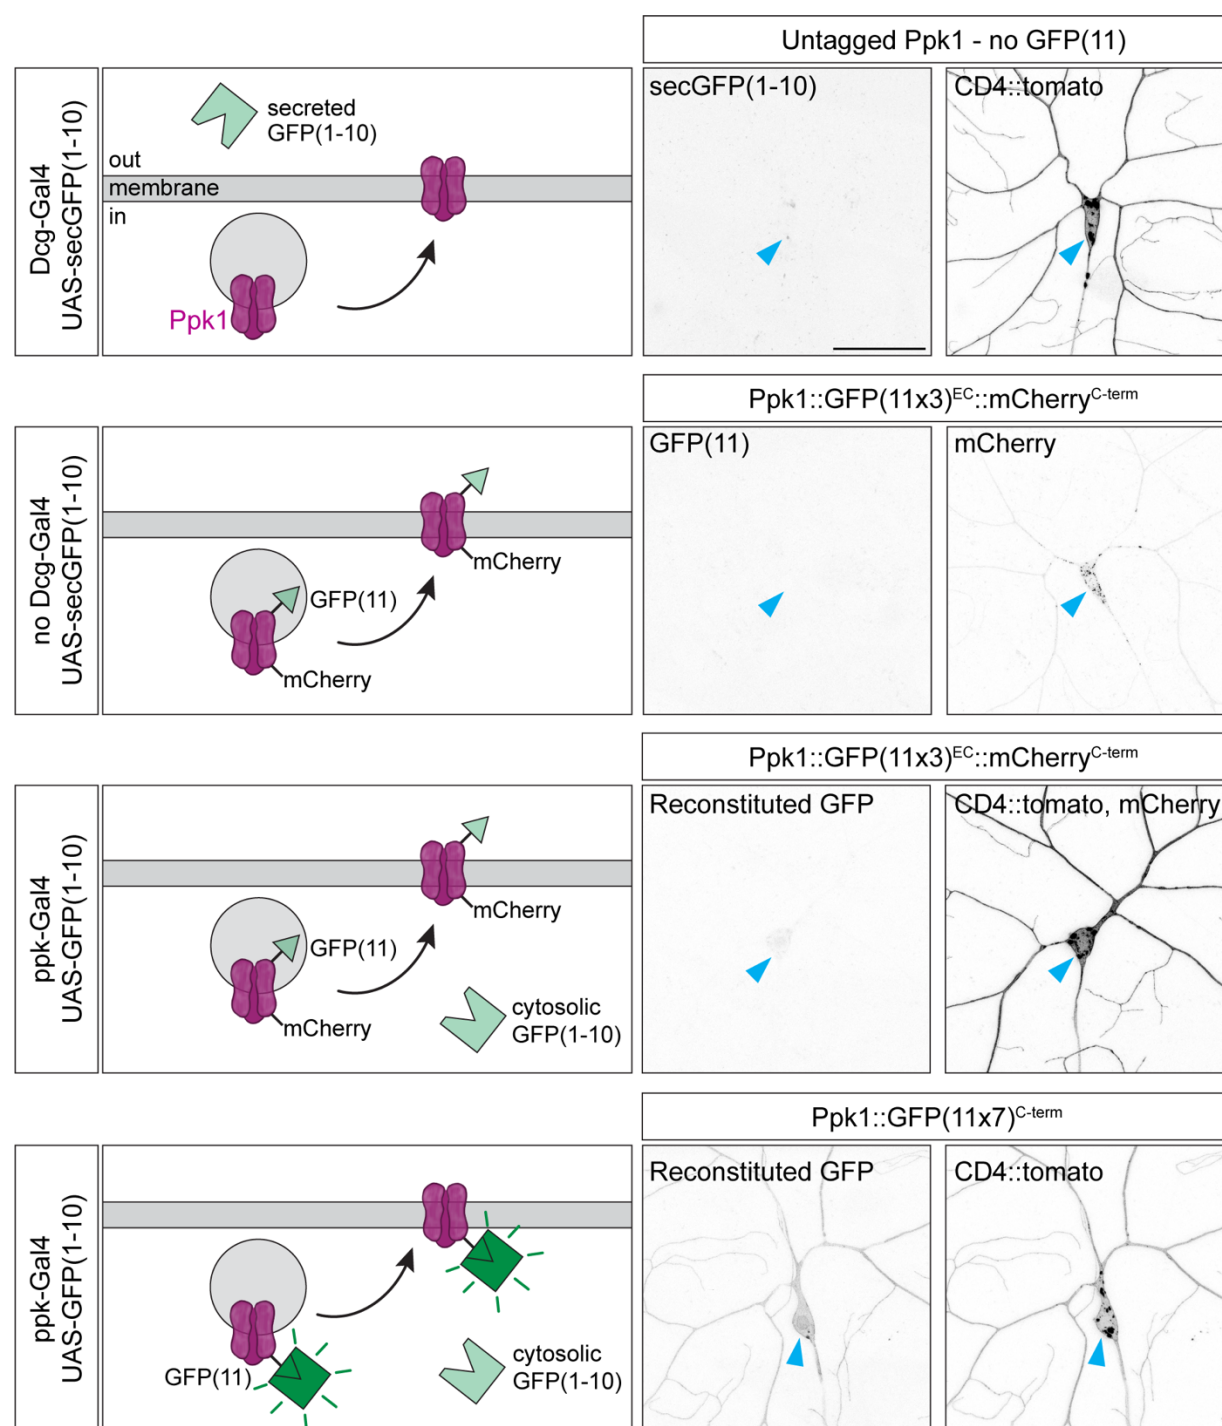 Untagged Ppk1 - no GFP(11)
Dcg-Gal4
UAS-secGFP(1-10)
secreted
GFP(1-10)
out
membrane
in
Ppk1
secGFP(1-10)
CD4::tomato
Ppk1::GFP(11x3)EC::mCherryC-term
no Dcg-Gal4
UAS-secGFP(1-10)
GFP(11)
mCherry
mCherry
GFP(11)
mCherry
Ppk1::GFP(11x3)EC::mCherryC-term
ppk-Gal4
UAS-GFP(1-10)
GFP(11)
mCherry
mCherry
cytosolic
GFP(1-10)
Reconstituted GFP
CD4::tomato, mCherry
Ppk1::GFP(11x7)C-term
ppk-Gal4
UAS-GFP(1-10)
GFP(11)
cytosolic
GFP(1-10)
Reconstituted GFP
CD4::tomato